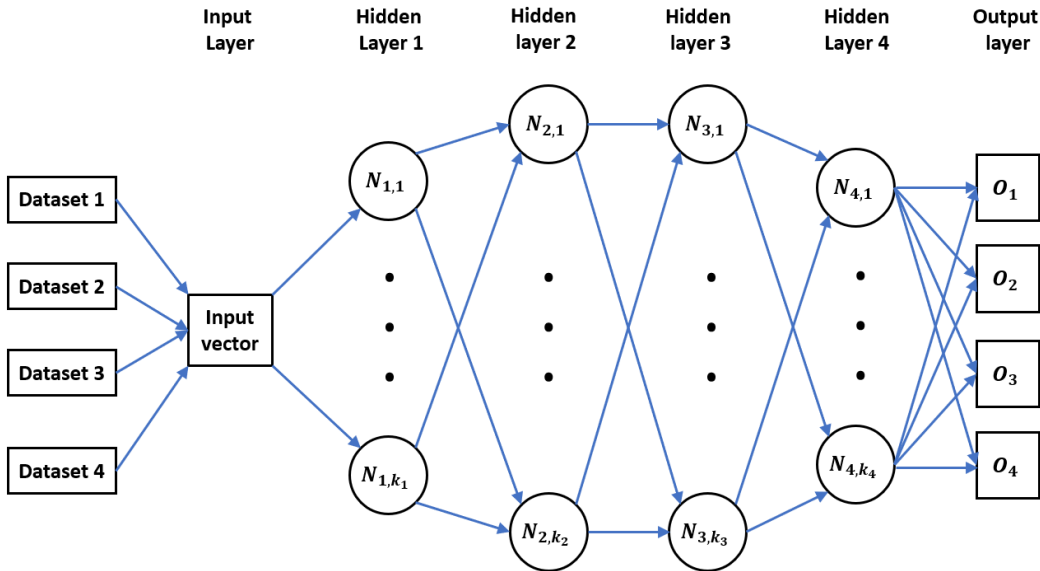 Input
Layer
Hidden
Layer 1
Hidden
layer 2
Hidden
layer 3
Hidden
Layer 4
Output
layer
Dataset 1
Dataset 2
Dataset 3
Dataset 4
Input
vector
N₁,₁
N₁,ₖ₁
N₂,₁
N₂,ₖ₂
N₃,₁
N₃,ₖ₃
N₄,₁
N₄,ₖ₄
O₁
O₂
O₃
O₄